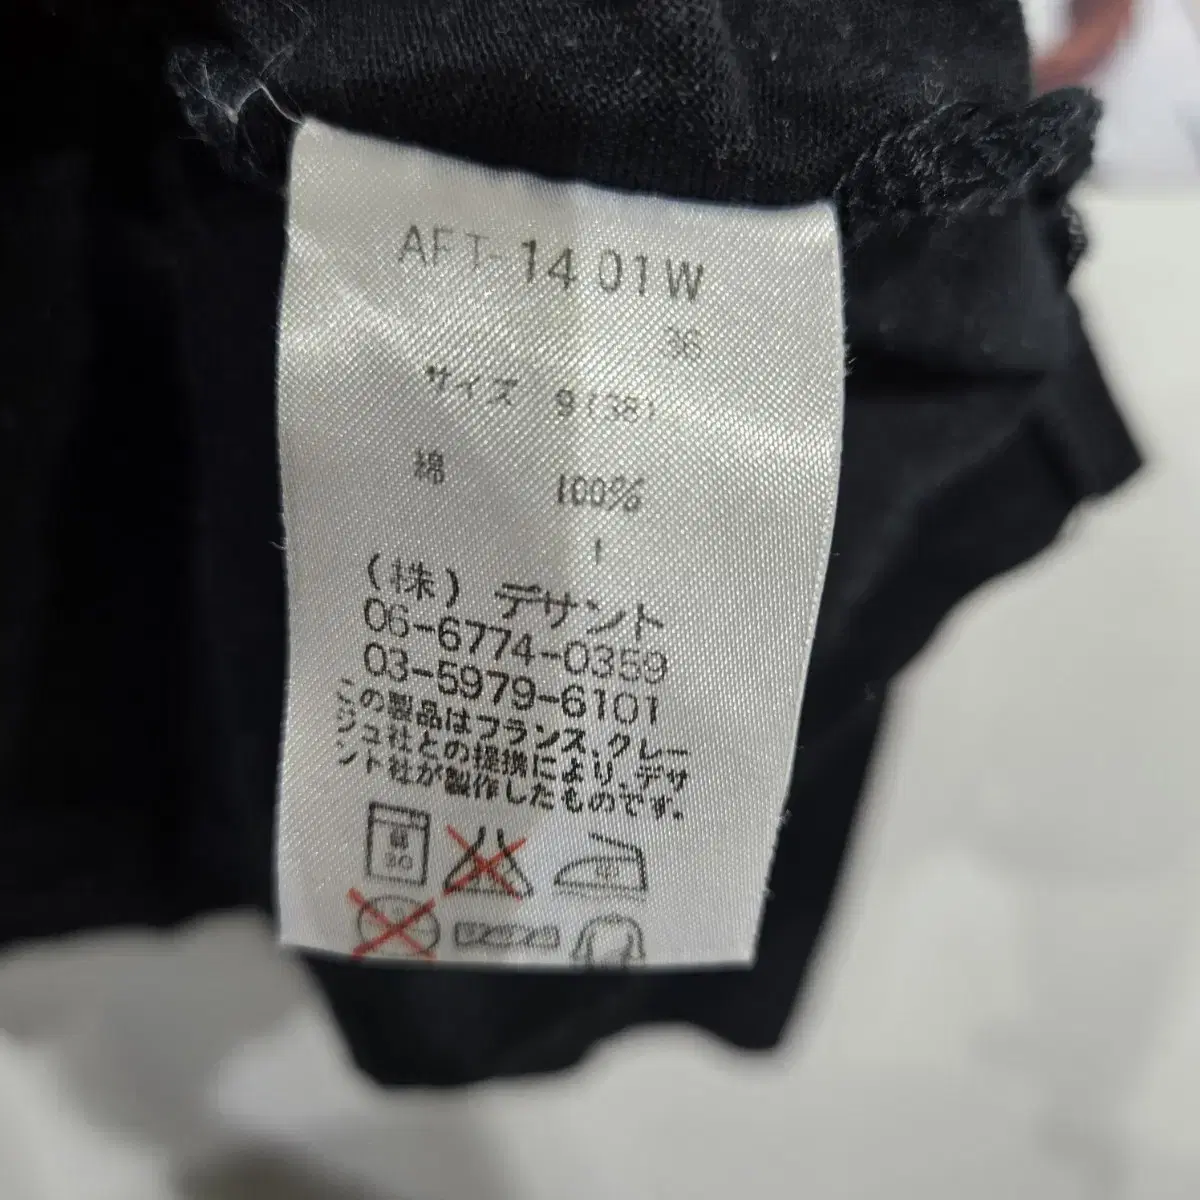 AFT-1401W
36
サイズ 9(38)
綿 100%
1
(株) デサント
06-6774-0359
03-5979-6101
この製品はフランス、クレー
ジュ社との提携により、デサ
ント社が製作したものです。
30